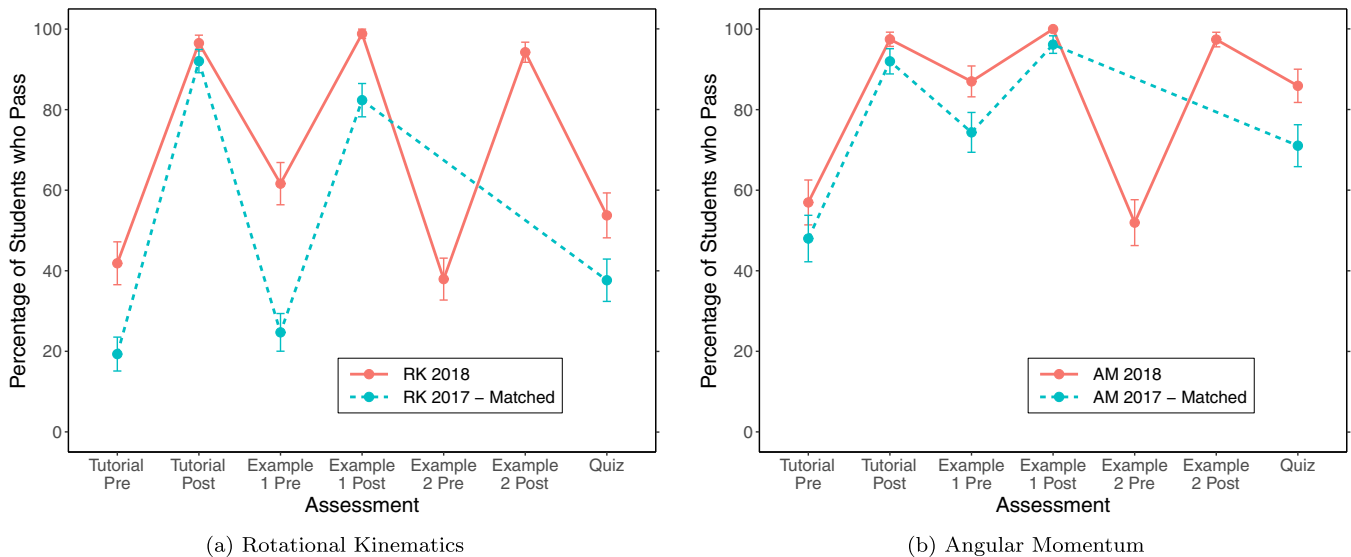 100
80
60
40
20
0
Percentage of Students who Pass
RK 2018
RK 2017 − Matched
Tutorial
Pre
Tutorial
Post
Example
1 Pre
Example
1 Post
Example
2 Pre
Example
2 Post
Quiz
Assessment
(a) Rotational Kinematics
100
80
60
40
20
0
Percentage of Students who Pass
AM 2018
AM 2017 − Matched
Tutorial
Pre
Tutorial
Post
Example
1 Pre
Example
1 Post
Example
2 Pre
Example
2 Post
Quiz
Assessment
(b) Angular Momentum